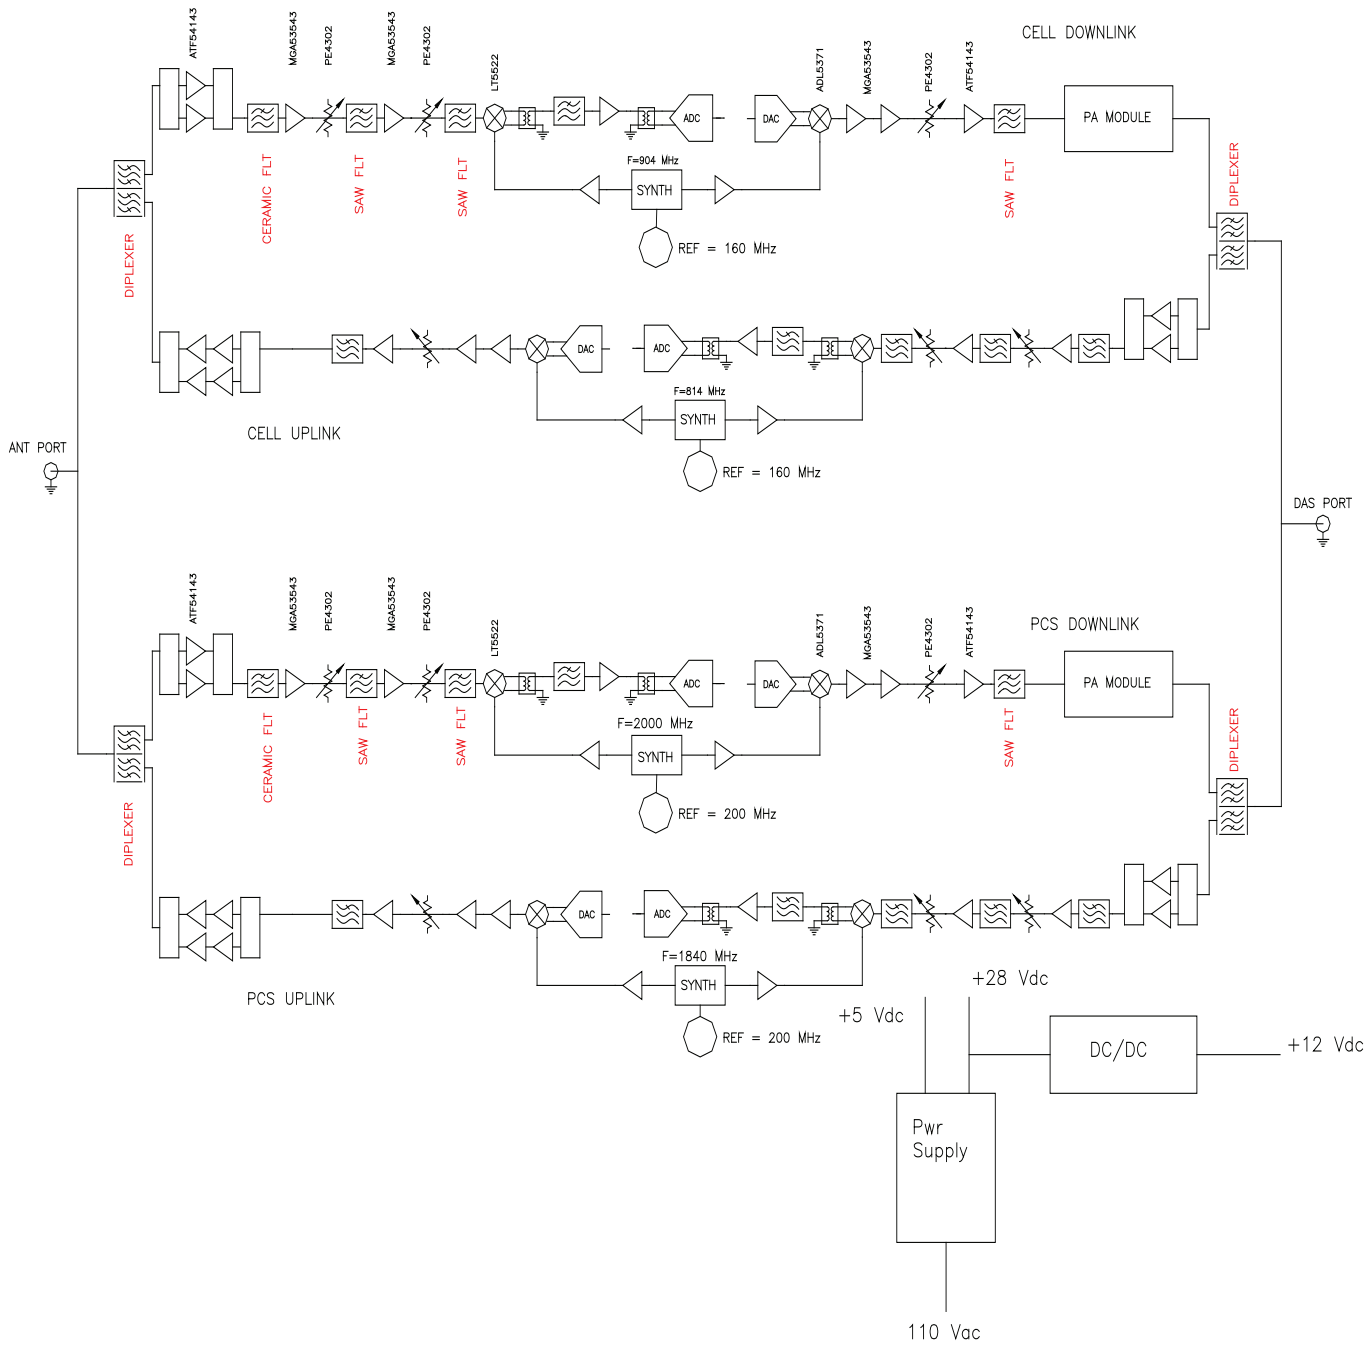 ATF54143
MGA53543
PE4302
MGA53543
PE4302
LT5522
ADL5371
MGA53543
PE4302
ATF54143
CELL DOWNLINK
ADC
DAC
PA MODULE
CERAMIC FLT
SAW FLT
SAW FLT
F=904 MHz
SYNTH
REF = 160 MHz
SAW FLT
DIPLEXER
DIPLEXER
DAC
ADC
F=814 MHz
SYNTH
REF = 160 MHz
CELL UPLINK
ANT PORT
DAS PORT
ATF54143
MGA53543
PE4302
MGA53543
PE4302
LT5522
ADL5371
MGA53543
PE4302
ATF54143
PCS DOWNLINK
ADC
DAC
PA MODULE
CERAMIC FLT
SAW FLT
SAW FLT
F=2000 MHz
SYNTH
REF = 200 MHz
SAW FLT
DIPLEXER
DIPLEXER
DAC
ADC
F=1840 MHz
SYNTH
REF = 200 MHz
PCS UPLINK
+28 Vdc
+5 Vdc
DC/DC
+12 Vdc
Pwr
Supply
110 Vac